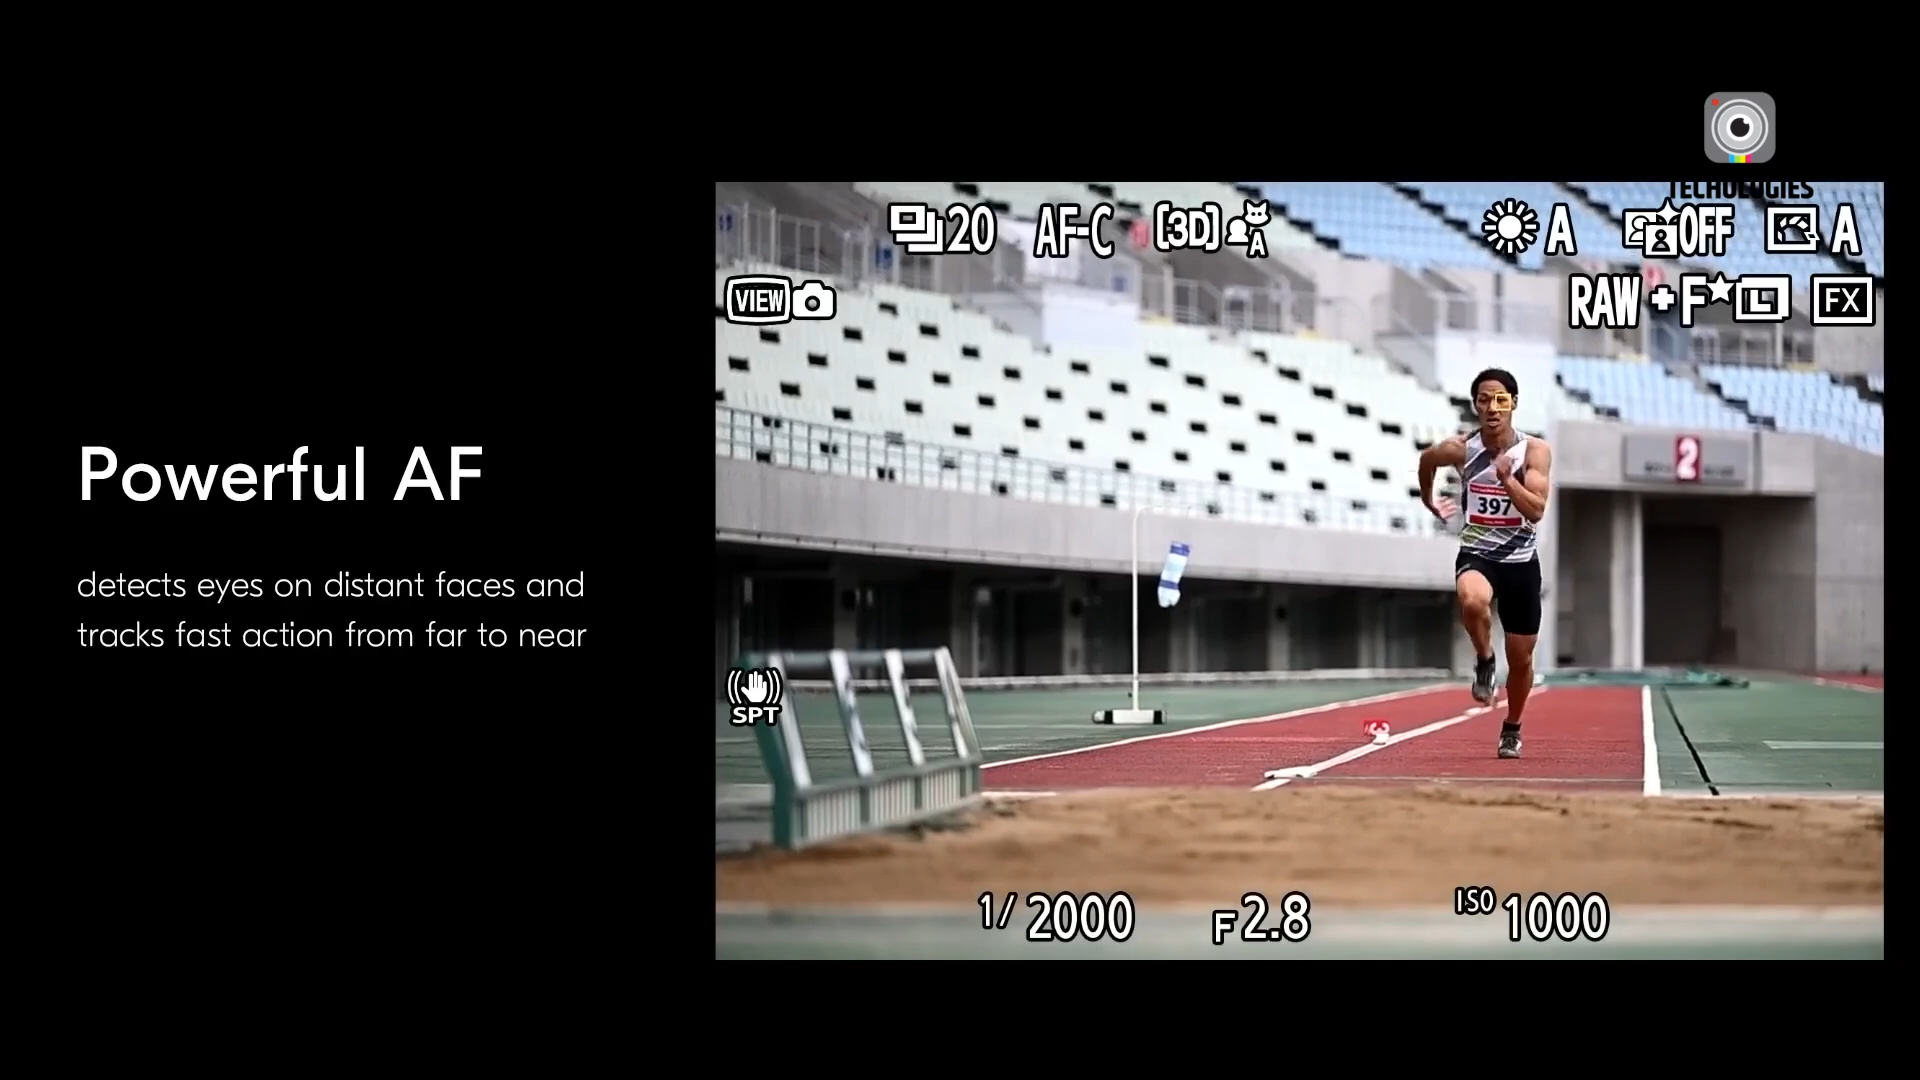 TECHOLOGIES
20 AF-C [3D] A A OFF A
VIEW RAW + F★ L FX
Powerful AF
detects eyes on distant faces and
tracks fast action from far to near
2
397
SPT
1/2000 F2.8 ISO 1000